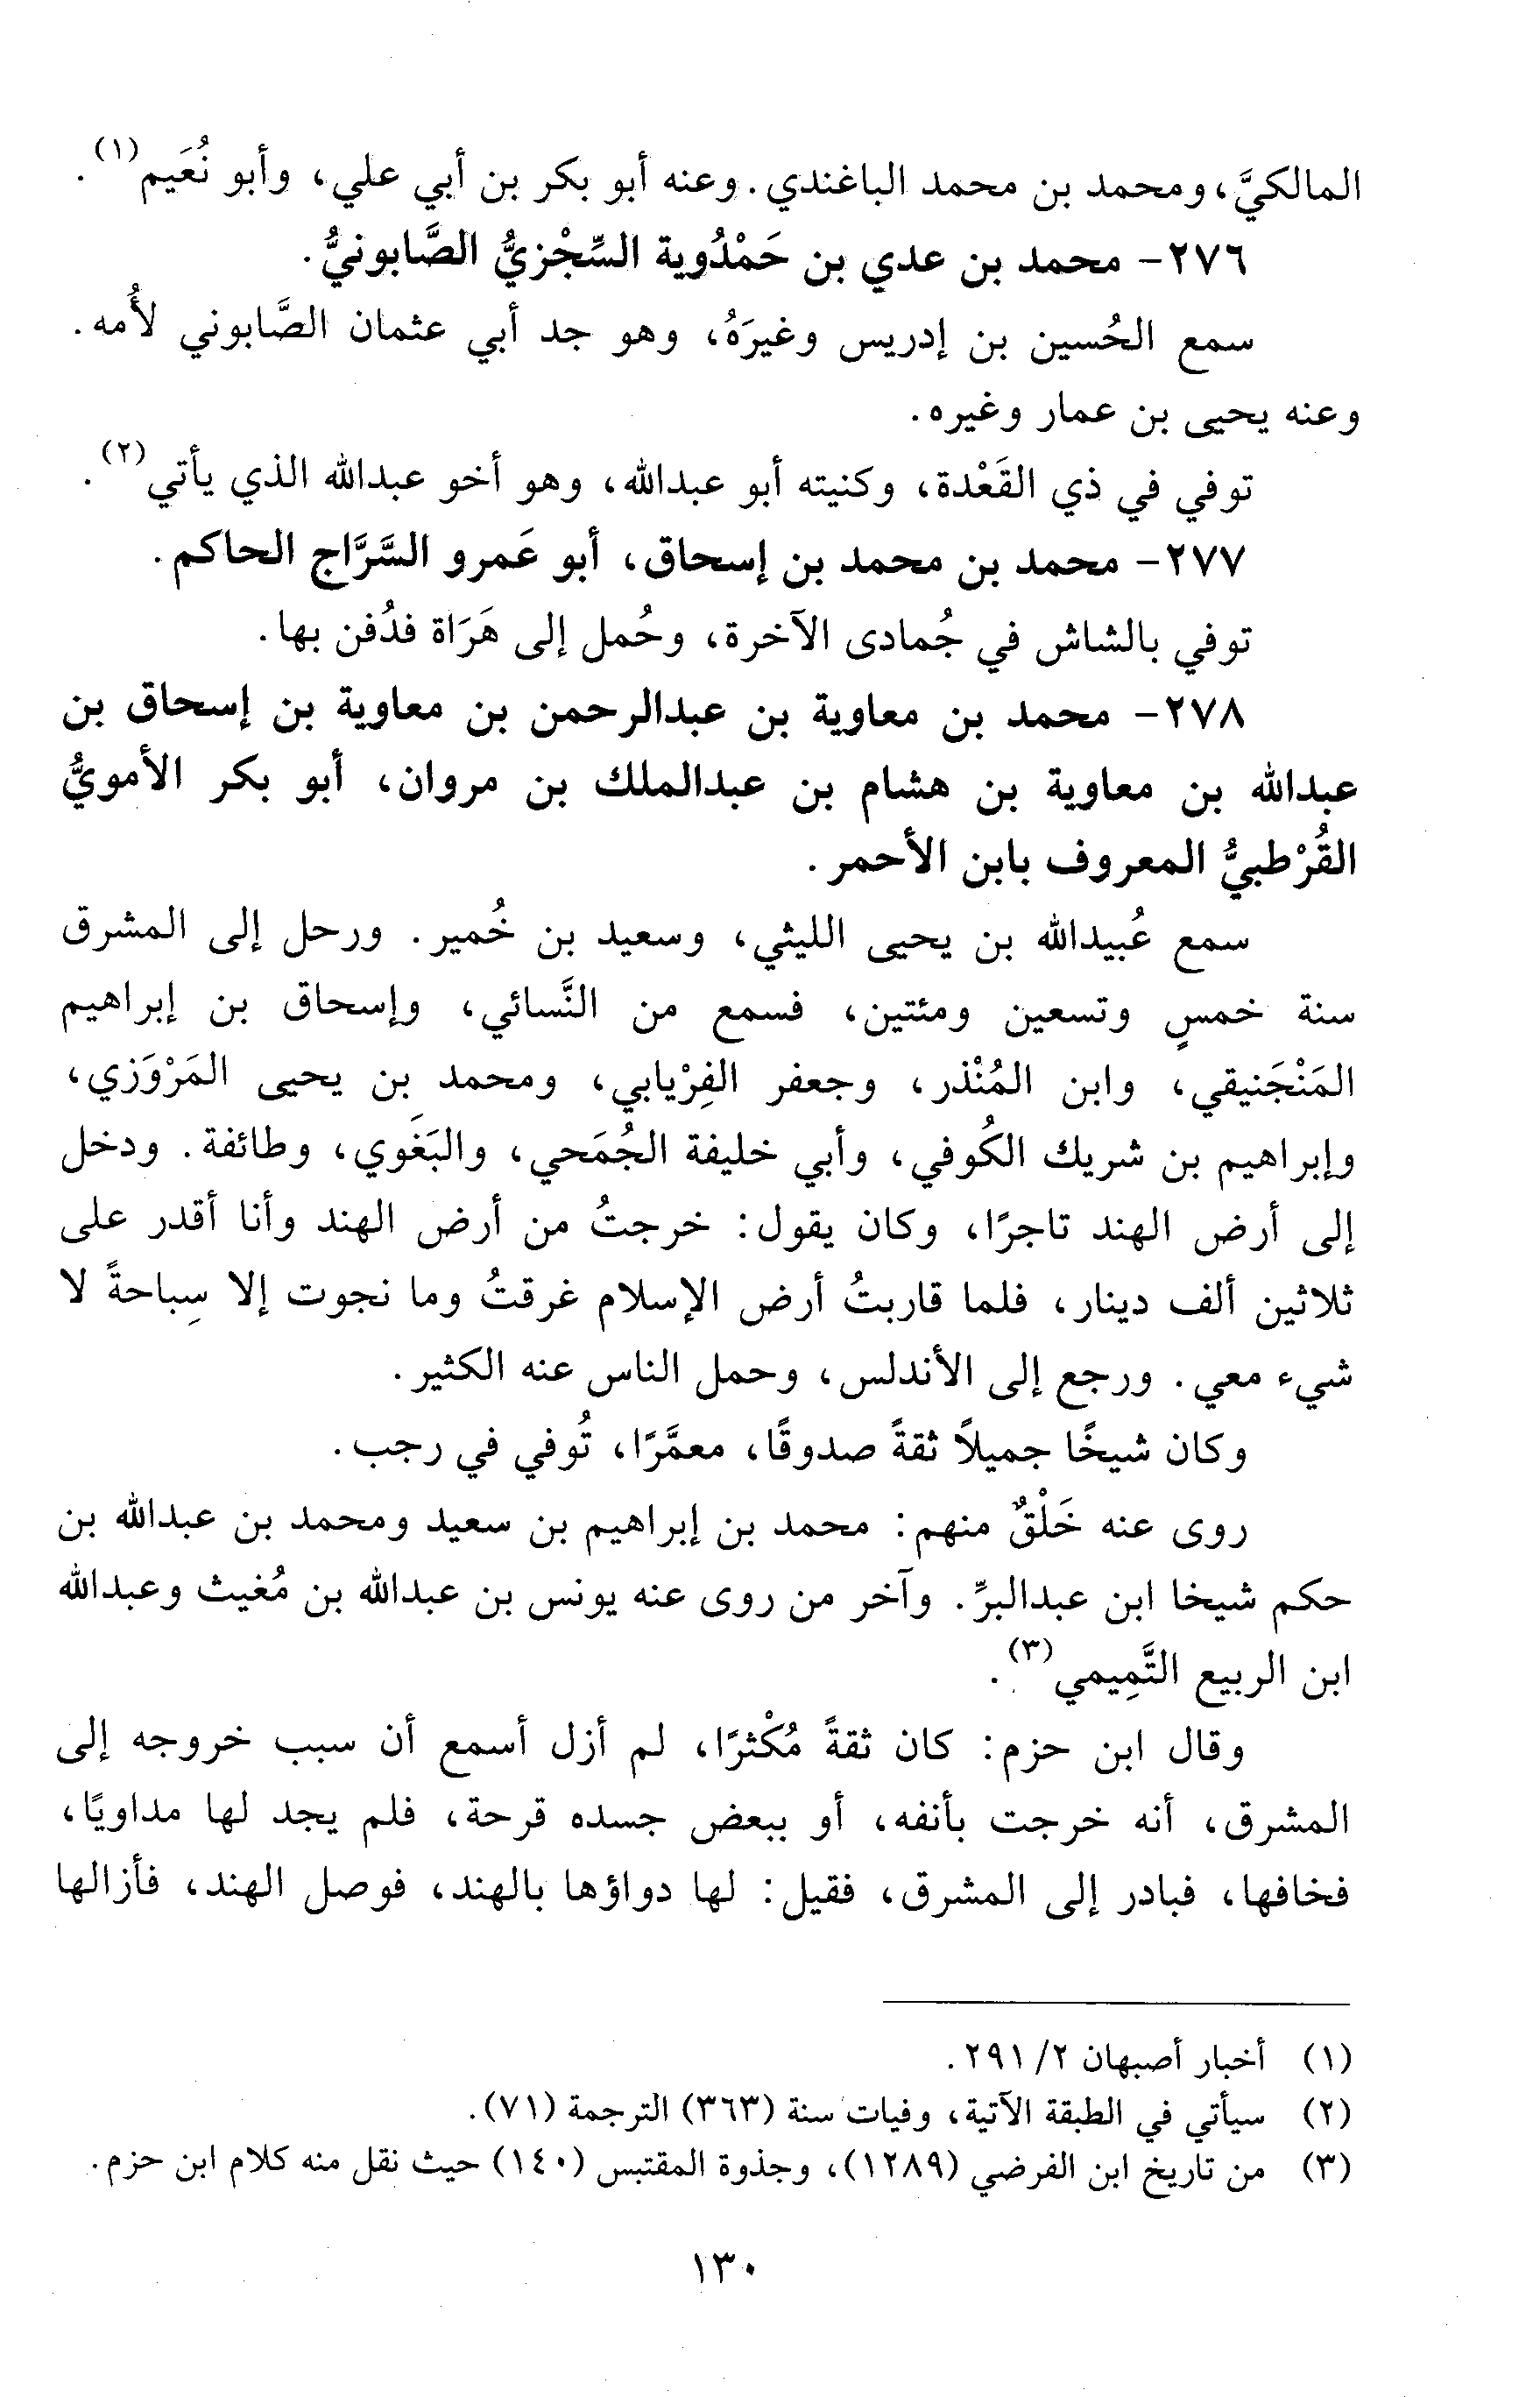 المالكيَّ، ومحمد بن محمد الباغندي. وعنه أبو بكر بن أبي علي، وأبو نُعَيم(١).
٢٧٦- محمد بن عدي بن حَمْدُوية السِّجْزيُّ الصَّابونيُّ.
سمع الحُسين بن إدريس وغيرَهُ، وهو جد أبي عثمان الصَّابوني لأُمه.
وعنه يحيى بن عمار وغيره.
توفي في ذي القَعْدة، وكنيته أبو عبدالله، وهو أخو عبدالله الذي يأتي(٢).
٢٧٧- محمد بن محمد بن إسحاق، أبو عَمرو السَّرَّاج الحاكم.
توفي بالشاش في جُمادى الآخرة، وحُمل إلى هَرَاة فدُفن بها.
٢٧٨- محمد بن معاوية بن عبدالرحمن بن معاوية بن إسحاق بن
عبدالله بن معاوية بن هشام بن عبدالملك بن مروان، أبو بكر الأمويُّ
القُرْطبيُّ المعروف بابن الأحمر.
سمع عُبيدالله بن يحيى الليثي، وسعيد بن خُمير. ورحل إلى المشرق
سنة خمسٍ وتسعين ومئتين، فسمع من النَّسائي، وإسحاق بن إبراهيم
المَنْجَنيقي، وابن المُنْذر، وجعفر الفِرْيابي، ومحمد بن يحيى المَرْوَزي،
وإبراهيم بن شريك الكُوفي، وأبي خليفة الجُمَحي، والبَغَوي، وطائفة. ودخل
إلى أرض الهند تاجرًا، وكان يقول: خرجتُ من أرض الهند وأنا أقدر على
ثلاثين ألف دينار، فلما قاربتُ أرض الإسلام غرقتُ وما نجوت إلا سِباحةً لا
شيء معي. ورجع إلى الأندلس، وحمل الناس عنه الكثير.
وكان شيخًا جميلاً ثقةً صدوقًا، معمَّرًا، تُوفي في رجب.
روى عنه خَلْقٌ منهم: محمد بن إبراهيم بن سعيد ومحمد بن عبدالله بن
حكم شيخا ابن عبدالبرِّ. وآخر من روى عنه يونس بن عبدالله بن مُغيث وعبدالله
ابن الربيع التَّمِيمي(٣).
وقال ابن حزم: كان ثقةً مُكْثرًا، لم أزل أسمع أن سبب خروجه إلى
المشرق، أنه خرجت بأنفه، أو ببعض جسده قرحة، فلم يجد لها مداويًا،
فخافها، فبادر إلى المشرق، فقيل: لها دواؤها بالهند، فوصل الهند، فأزالها
(١) أخبار أصبهان ٢/ ٢٩١.
(٢) سيأتي في الطبقة الآتية، وفيات سنة (٣٦٣) الترجمة (٧١).
(٣) من تاريخ ابن الفرضي (١٢٨٩)، وجذوة المقتبس (١٤٠) حيث نقل منه كلام ابن حزم.
١٣٠